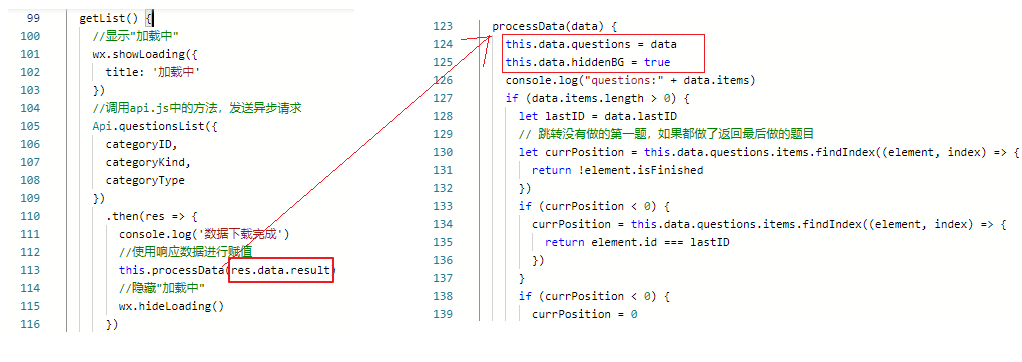 99 getList() {
100 //显示"加载中"
101 wx.showLoading({
102 title: '加载中'
103 })
104 //调用api.js中的方法，发送异步请求
105 Api.questionsList({
106 categoryID,
107 categoryKind,
108 categoryType
109 })
110 .then(res => {
111 console.log('数据下载完成')
112 //使用响应数据进行赋值
113 this.processData(res.data.result)
114 //隐藏"加载中"
115 wx.hideLoading()
116 })
123 processData(data) {
124 this.data.questions = data
125 this.data.hiddenBG = true
126 console.log("questions:" + data.items)
127 if (data.items.length > 0) {
128 let lastID = data.lastID
129 // 跳转没有做的第一题，如果都做了返回最后做的题目
130 let currPosition = this.data.questions.items.findIndex((element, index) => {
131 return !element.isFinished
132 })
133 if (currPosition < 0) {
134 currPosition = this.data.questions.items.findIndex((element, index) => {
135 return element.id === lastID
136 })
137 }
138 if (currPosition < 0) {
139 currPosition = 0